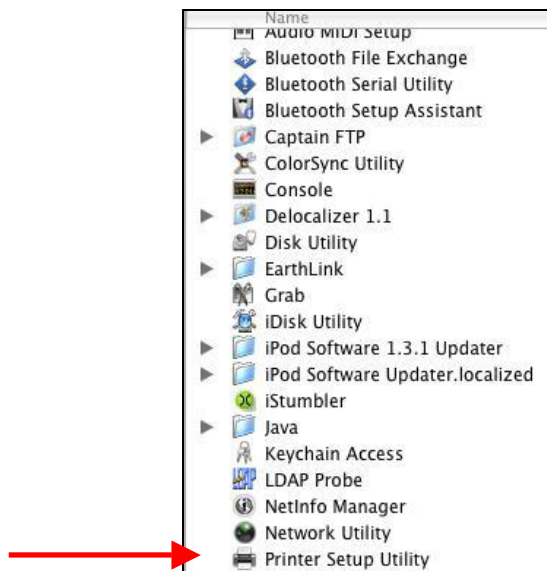 Name
Audio MIDI Setup
Bluetooth File Exchange
Bluetooth Serial Utility
Bluetooth Setup Assistant
Captain FTP
ColorSync Utility
Console
Delocalizer 1.1
Disk Utility
EarthLink
Grab
iDisk Utility
iPod Software 1.3.1 Updater
iPod Software Updater.localized
iStumbler
Java
Keychain Access
LDAP Probe
NetInfo Manager
Network Utility
Printer Setup Utility